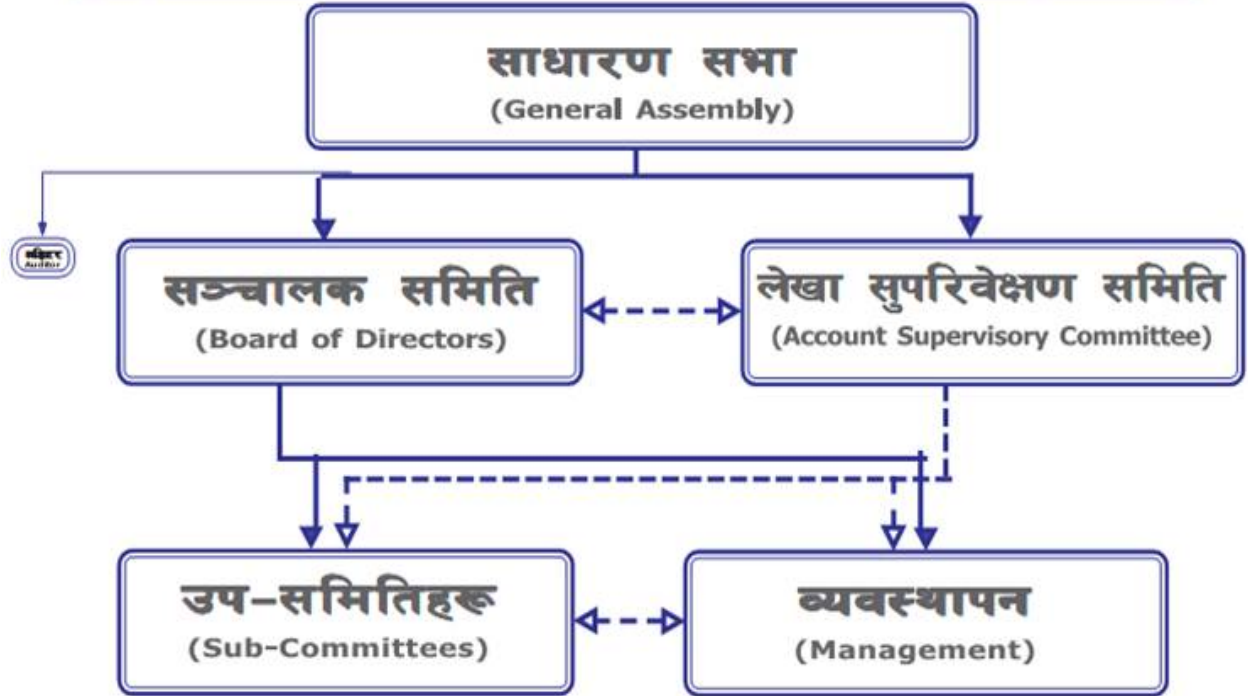 साधारण सभा
(General Assembly)
Auditor
सञ्चालक समिति
(Board of Directors)
लेखा सुपरिवेक्षण समिति
(Account Supervisory Committee)
उप-समितिहरू
(Sub-Committees)
व्यवस्थापन
(Management)